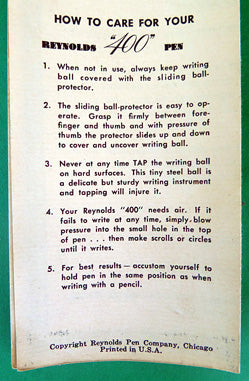 HOW TO CARE FOR YOUR
REYNOLDS "400" PEN
1. When not in use, always keep writing
ball covered with the sliding ball-
protector.
2. The sliding ball-protector is easy to op-
erate. Grasp it firmly between fore-
finger and thumb and with pressure of
thumb the protector slides up and down
to cover and uncover writing ball.
3. Never at any time TAP the writing ball
on hard surfaces. This tiny steel ball is
a delicate but sturdy writing instrument
and tapping will injure it.
4. Your Reynolds "400" needs air. If it
fails to write at any time, simply blow
pressure into the small hole in the top
of pen . . . then make scrolls or circles
until it writes.
5. For best results—accustom yourself to
hold pen in the same position as when
writing with a pencil.
Copyright Reynolds Pen Company, Chicago
Printed in U.S.A.